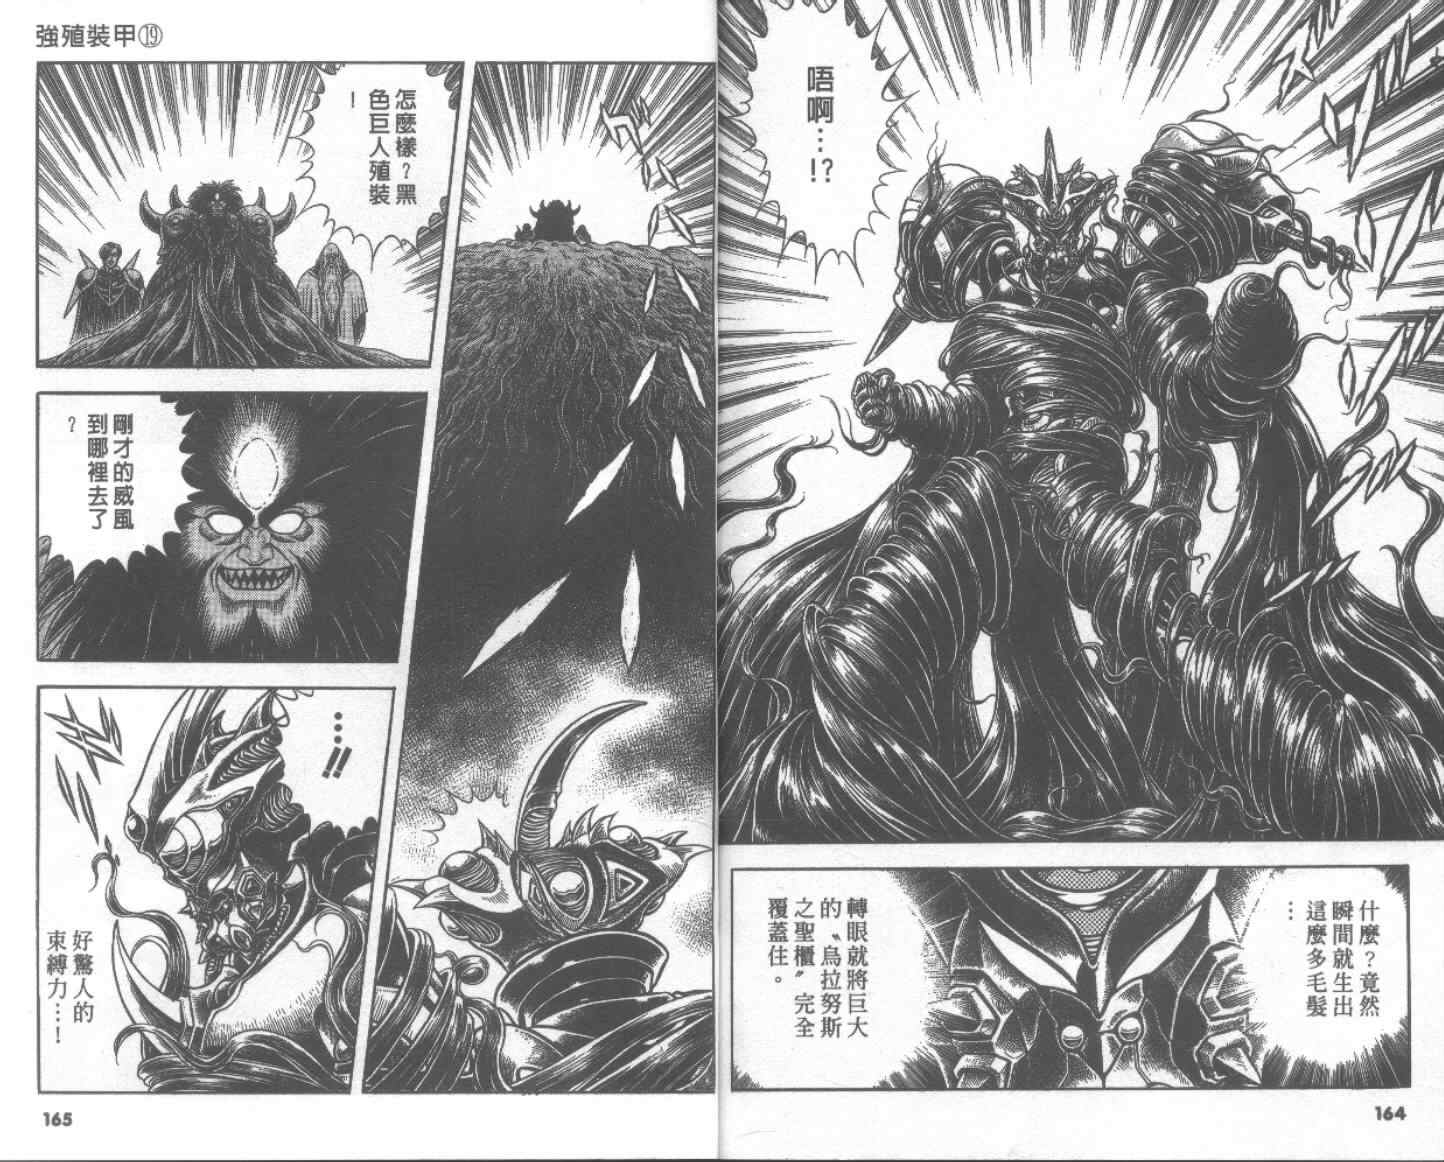 唔啊…!?
什麼？竟然
瞬間就生出
這麼多毛髮
…
轉眼就將巨大
的〝烏拉努斯
之聖櫃〞完全
覆蓋住。
164
強殖裝甲⑲
怎麼樣？黑
色巨人殖裝
！
剛才的威風
到哪裡去了
？
…!!
好驚人的
束縛力…!
165